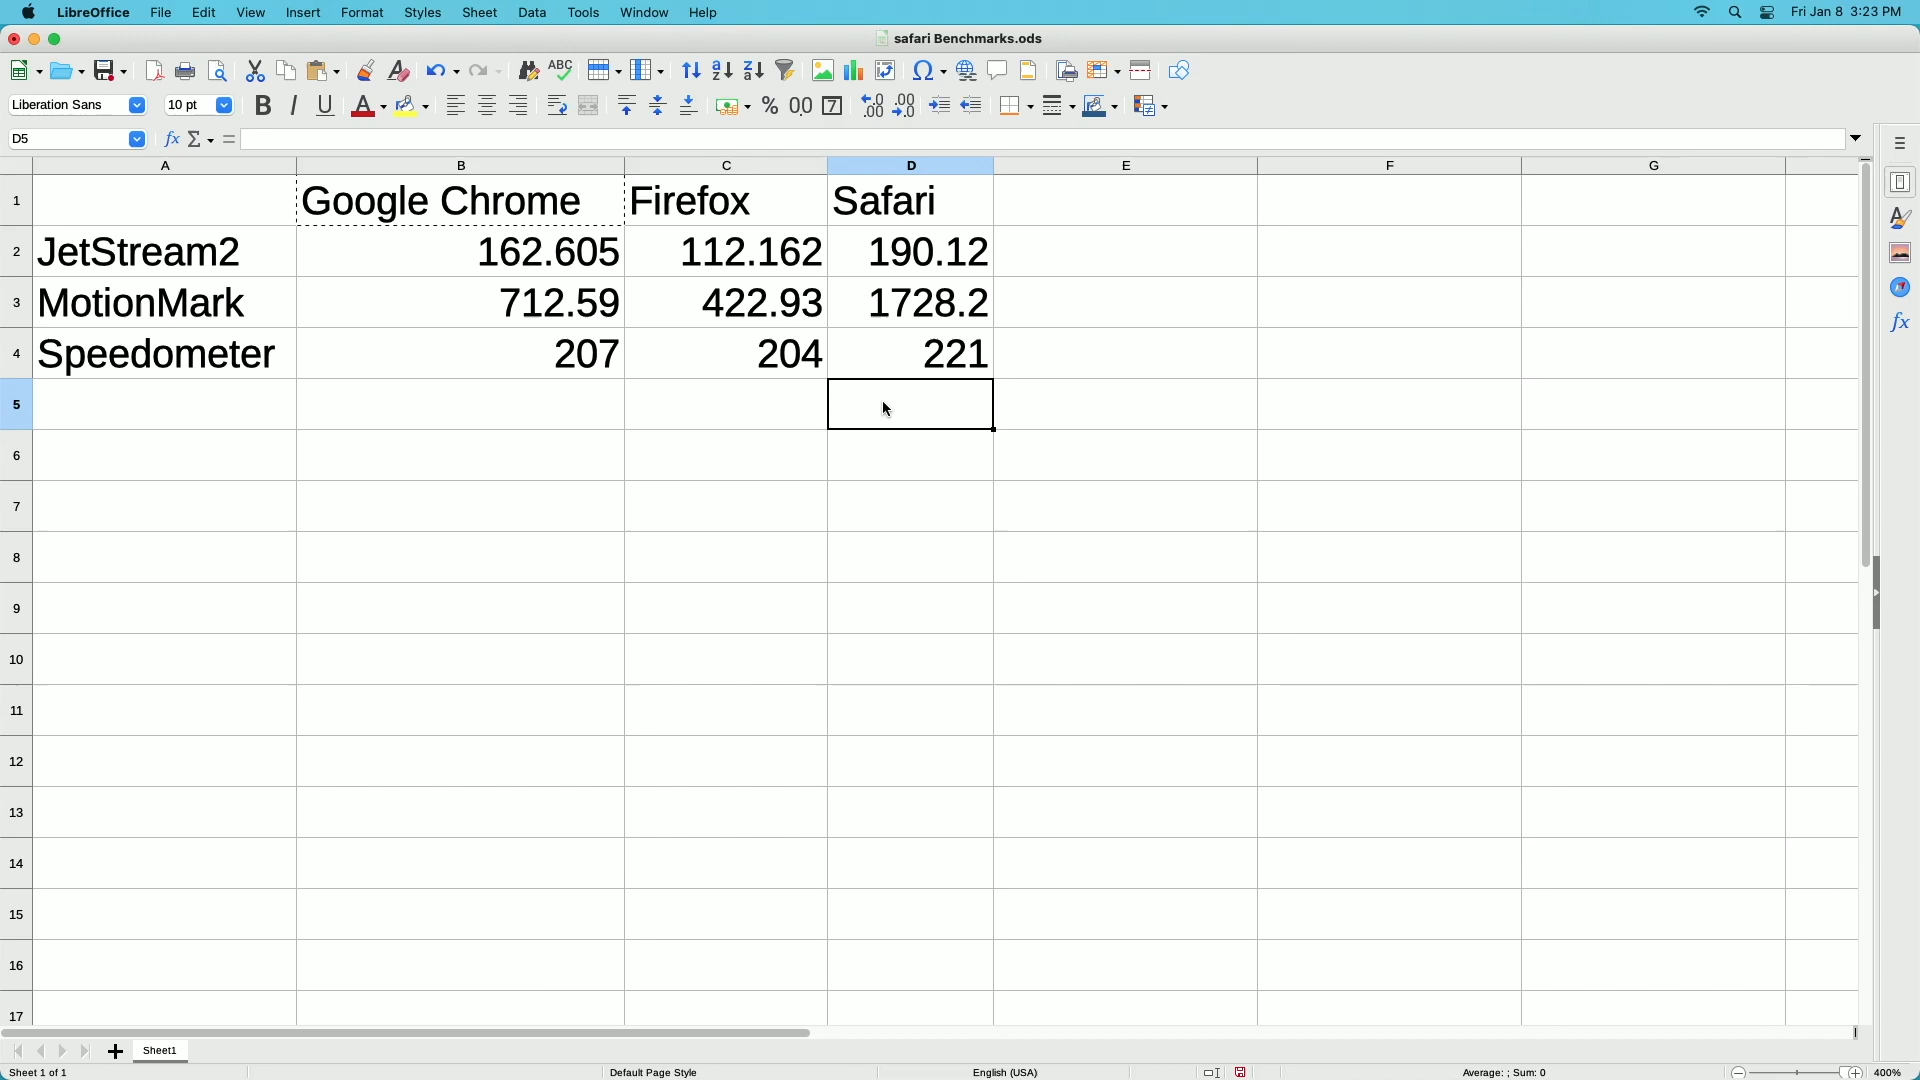 LibreOffice File Edit View Insert Format Styles Sheet Data Tools Window Help Fri Jan 8 3:23 PM
safari Benchmarks.ods
Liberation Sans 10 pt
D5
A B C D E F G
1 Google Chrome Firefox Safari
2 JetStream2 162.605 112.162 190.12
3 MotionMark 712.59 422.93 1728.2
4 Speedometer 207 204 221
5
6
7
8
9
10
11
12
13
14
15
16
17
Sheet1
Sheet 1 of 1 Default Page Style English (USA) Average: ; Sum: 0 400%